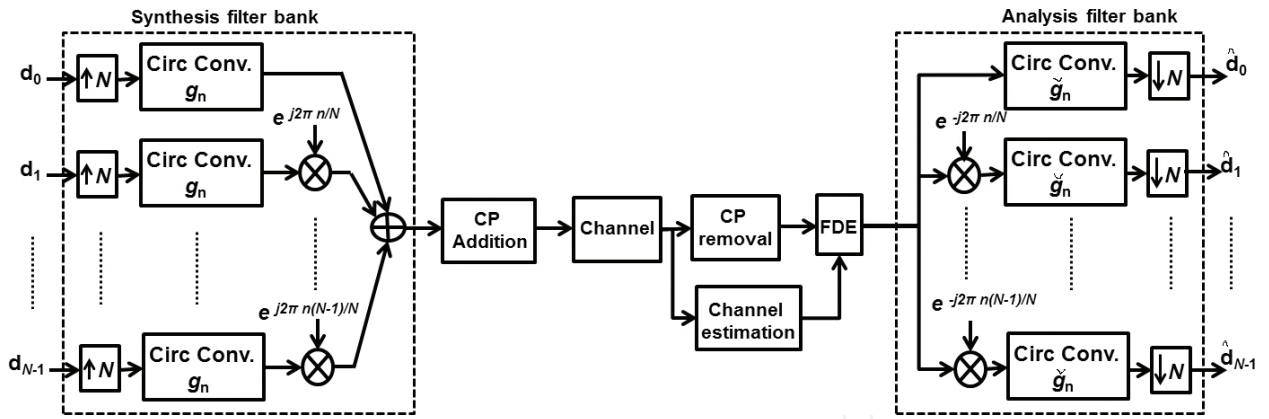 Synthesis filter bank
Analysis filter bank
d₀
↑N
Circ Conv.
gₙ
e^{j2π n/N}
d₁
↑N
Circ Conv.
gₙ
e^{j2π n(N-1)/N}
d_{N-1}
↑N
Circ Conv.
gₙ
CP
Addition
Channel
CP
removal
Channel
estimation
FDE
Circ Conv.
ğₙ
↓N
d̂₀
e^{-j2π n/N}
Circ Conv.
ğₙ
↓N
d̂₁
e^{-j2π n(N-1)/N}
Circ Conv.
ğₙ
↓N
d̂_{N-1}